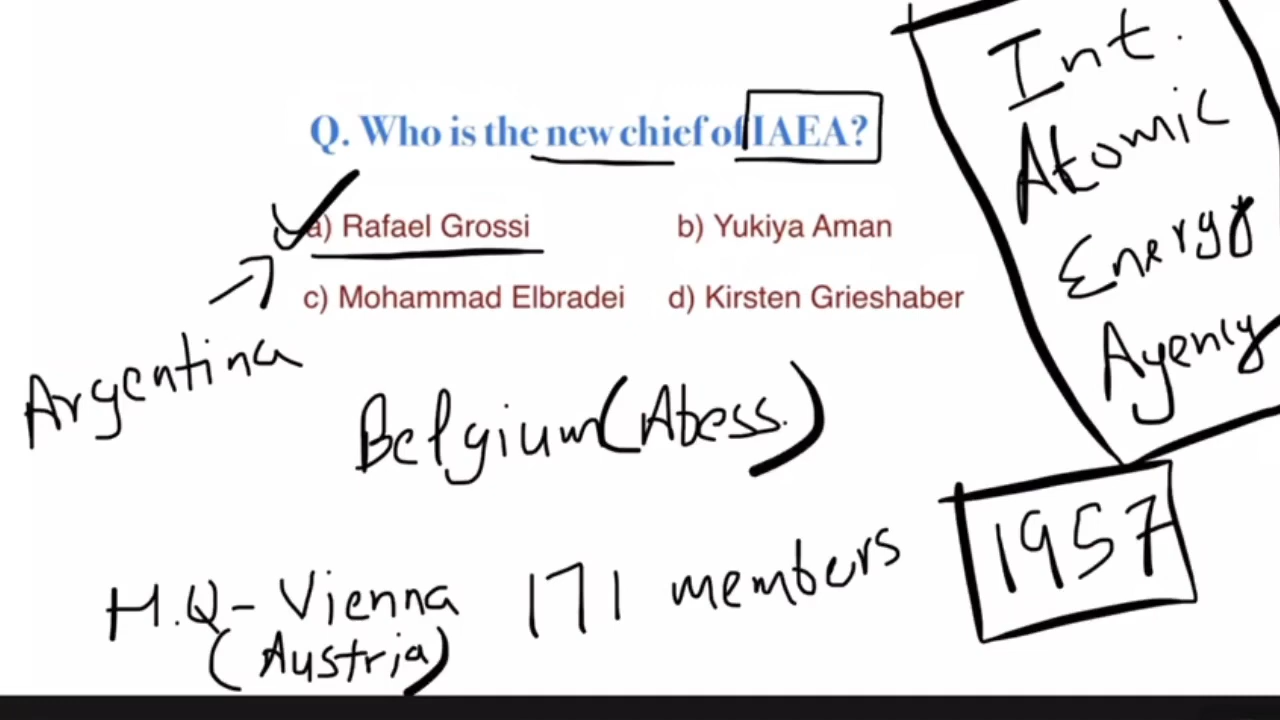 Q. Who is the new chief of IAEA?
a) Rafael Grossi
b) Yukiya Aman
c) Mohammad Elbradei
d) Kirsten Grieshaber
Argentina
Belgium (Abess.)
H.Q - Vienna
(Austria)
171 members
Int.
Atomic
Energy
Agency
1957